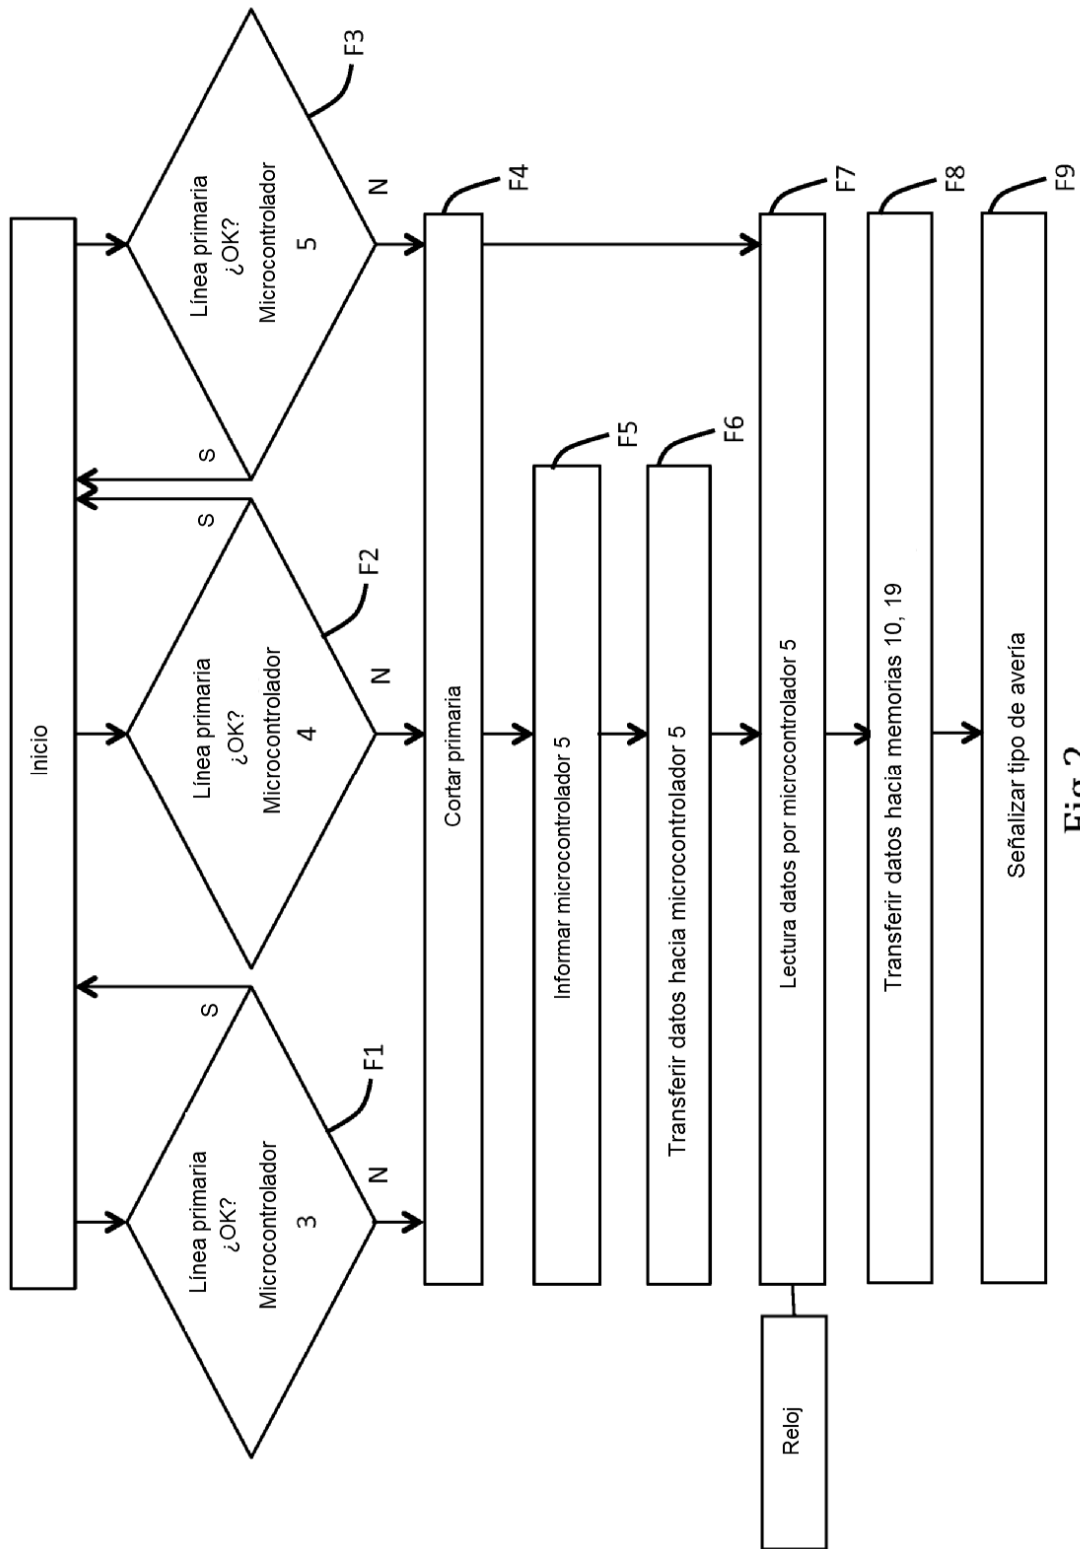 Inicio
Línea primaria
¿OK?
Microcontrolador
3
S
N
F1
Línea primaria
¿OK?
Microcontrolador
4
S
N
F2
Línea primaria
¿OK?
Microcontrolador
5
S
N
F3
Cortar primaria
F4
Informar microcontrolador 5
F5
Transferir datos hacia microcontrolador 5
F6
Reloj
Lectura datos por microcontrolador 5
F7
Transferir datos hacia memorias 10, 19
F8
Señalizar tipo de avería
F9
Fig.2